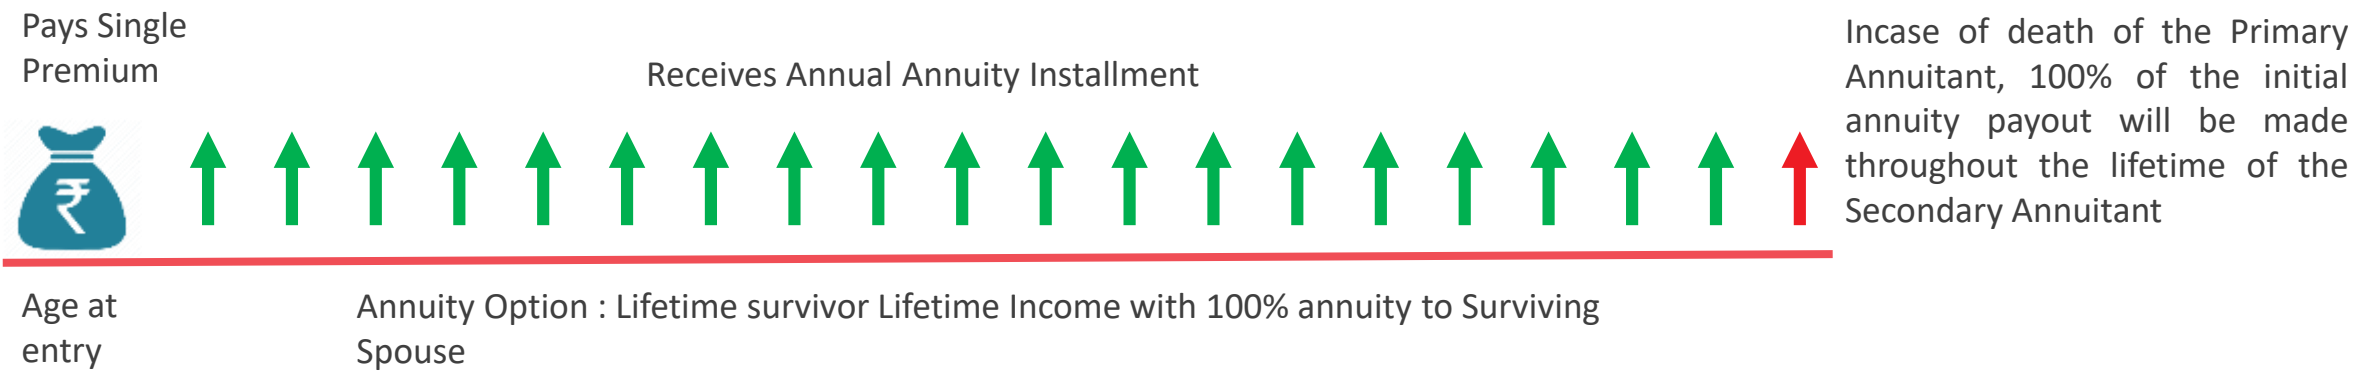 Pays Single
Premium
Receives Annual Annuity Installment
Incase of death of the Primary
Annuitant, 100% of the initial
annuity payout will be made
throughout the lifetime of the
Secondary Annuitant
₹
Age at
entry
Annuity Option : Lifetime survivor Lifetime Income with 100% annuity to Surviving
Spouse